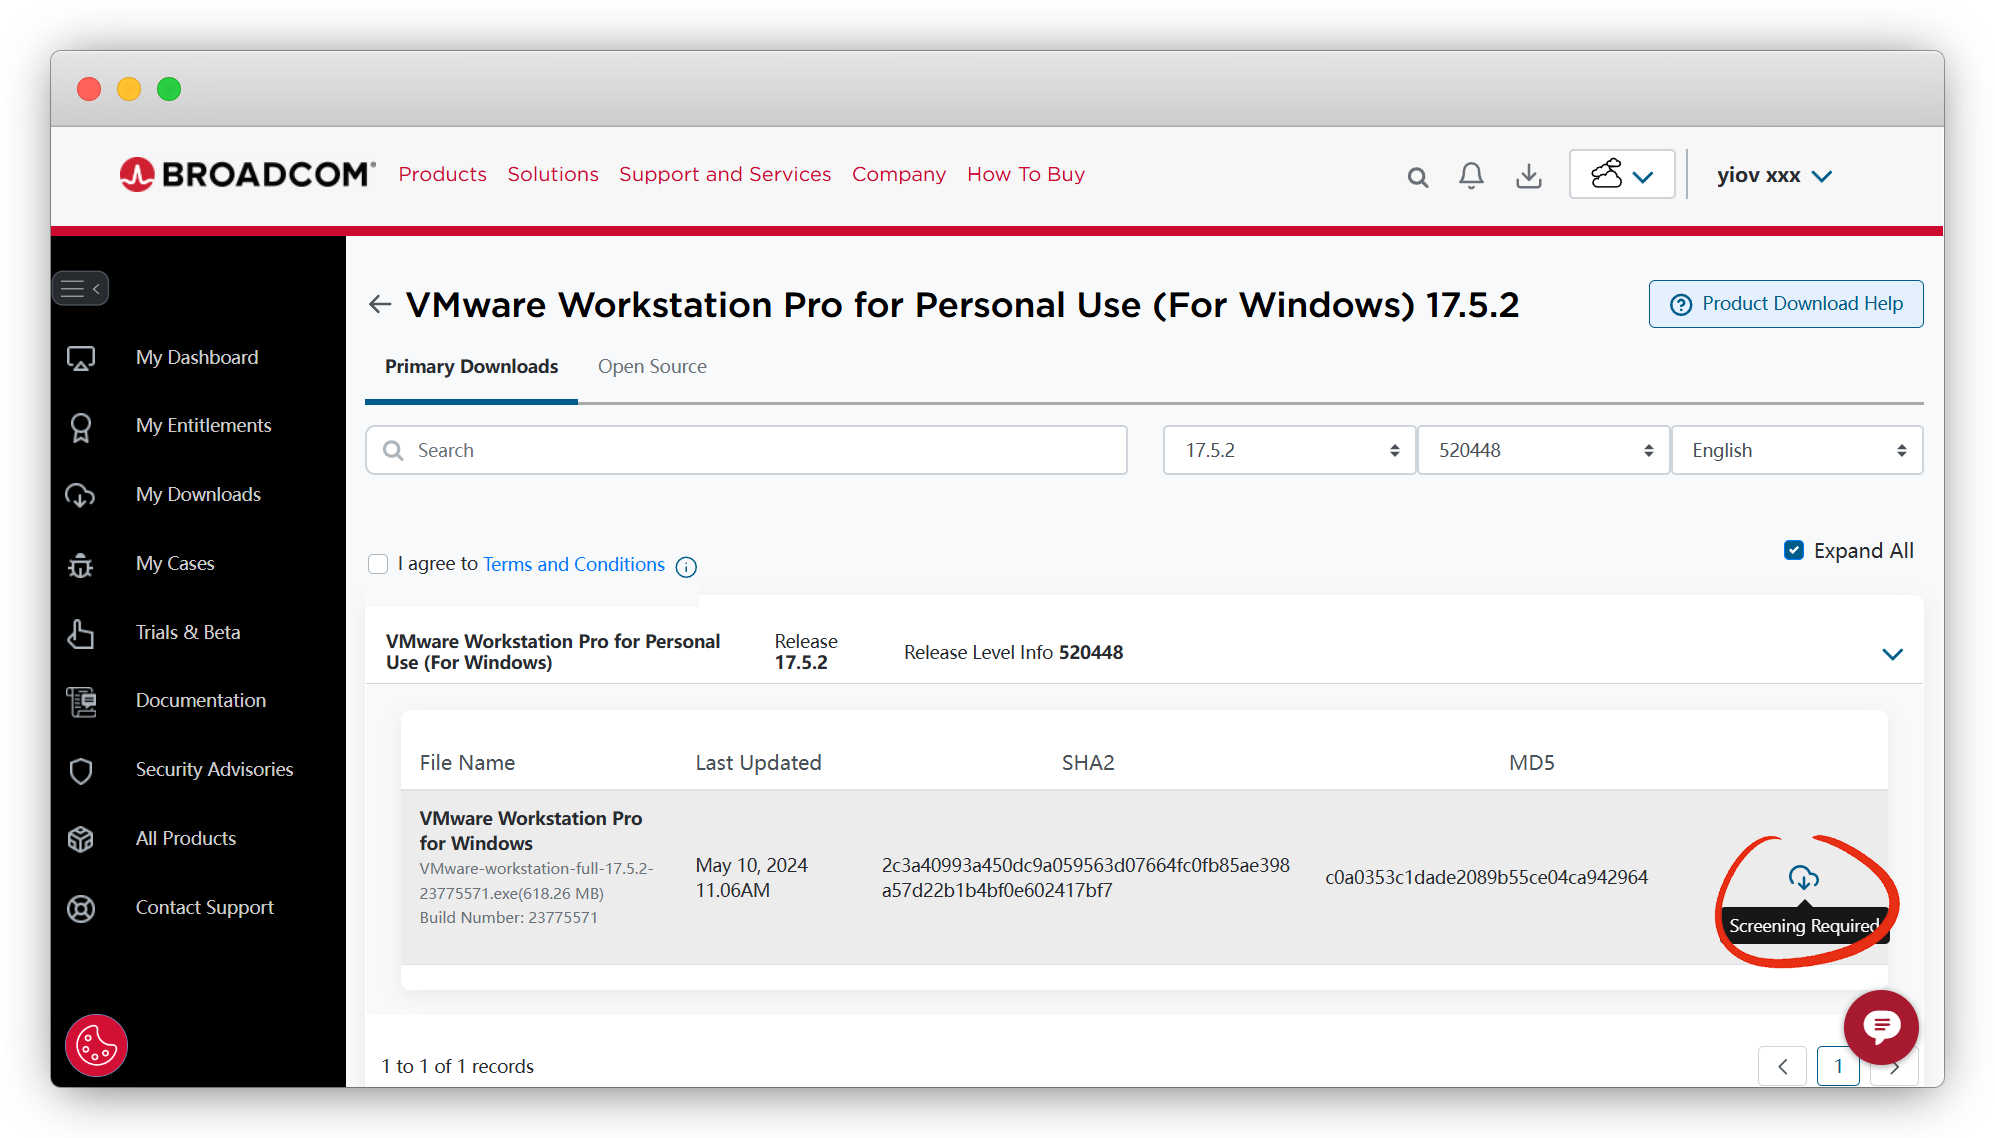 BROADCOM®
Products Solutions Support and Services Company How To Buy
yiov xxx
VMware Workstation Pro for Personal Use (For Windows) 17.5.2
Product Download Help
My Dashboard
My Entitlements
My Downloads
My Cases
Trials & Beta
Documentation
Security Advisories
All Products
Contact Support
Primary Downloads Open Source
Search
17.5.2
520448
English
I agree to Terms and Conditions
Expand All
VMware Workstation Pro for Personal
Use (For Windows)
Release
17.5.2
Release Level Info 520448
File Name Last Updated SHA2 MD5
VMware Workstation Pro
for Windows
VMware-workstation-full-17.5.2-
23775571.exe(618.26 MB)
Build Number: 23775571
May 10, 2024
11.06AM
2c3a40993a450dc9a059563d07664fc0fb85ae398
a57d22b1b4bf0e602417bf7
c0a0353c1dade2089b55ce04ca942964
Screening Required
1 to 1 of 1 records
1